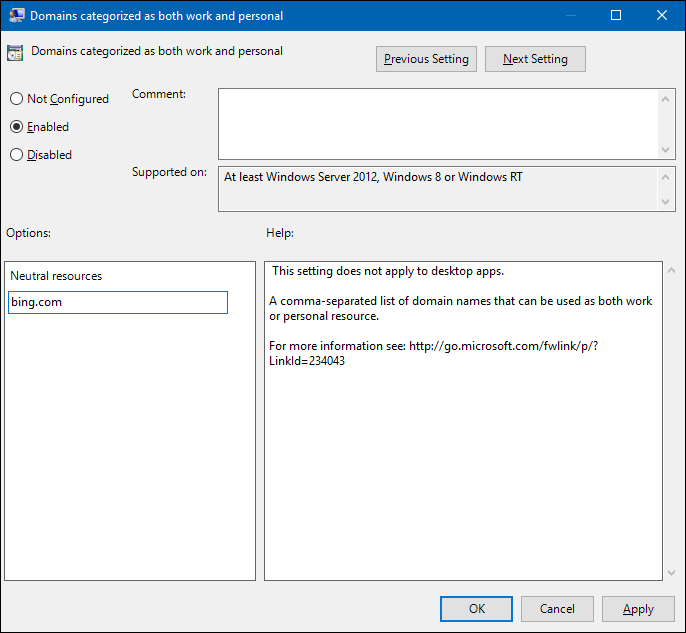 Domains categorized as both work and personal
Domains categorized as both work and personal
Previous Setting
Next Setting
Not Configured
Enabled
Disabled
Comment:
Supported on:
At least Windows Server 2012, Windows 8 or Windows RT
Options:
Help:
Neutral resources
bing.com
This setting does not apply to desktop apps.
A comma-separated list of domain names that can be used as both work
or personal resource.
For more information see: http://go.microsoft.com/fwlink/p/?
LinkId=234043
OK
Cancel
Apply